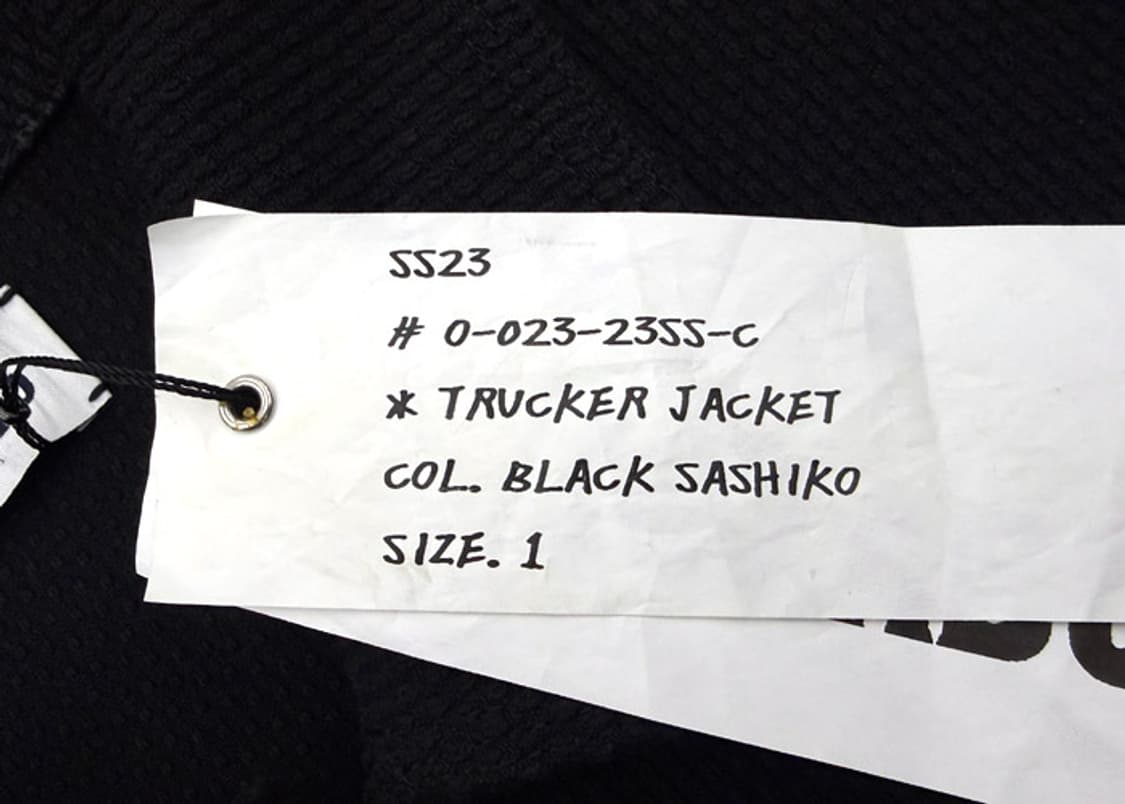 SS23
# 0-023-23SS-C
* TRUCKER JACKET
COL. BLACK SASHIKO
SIZE. 1